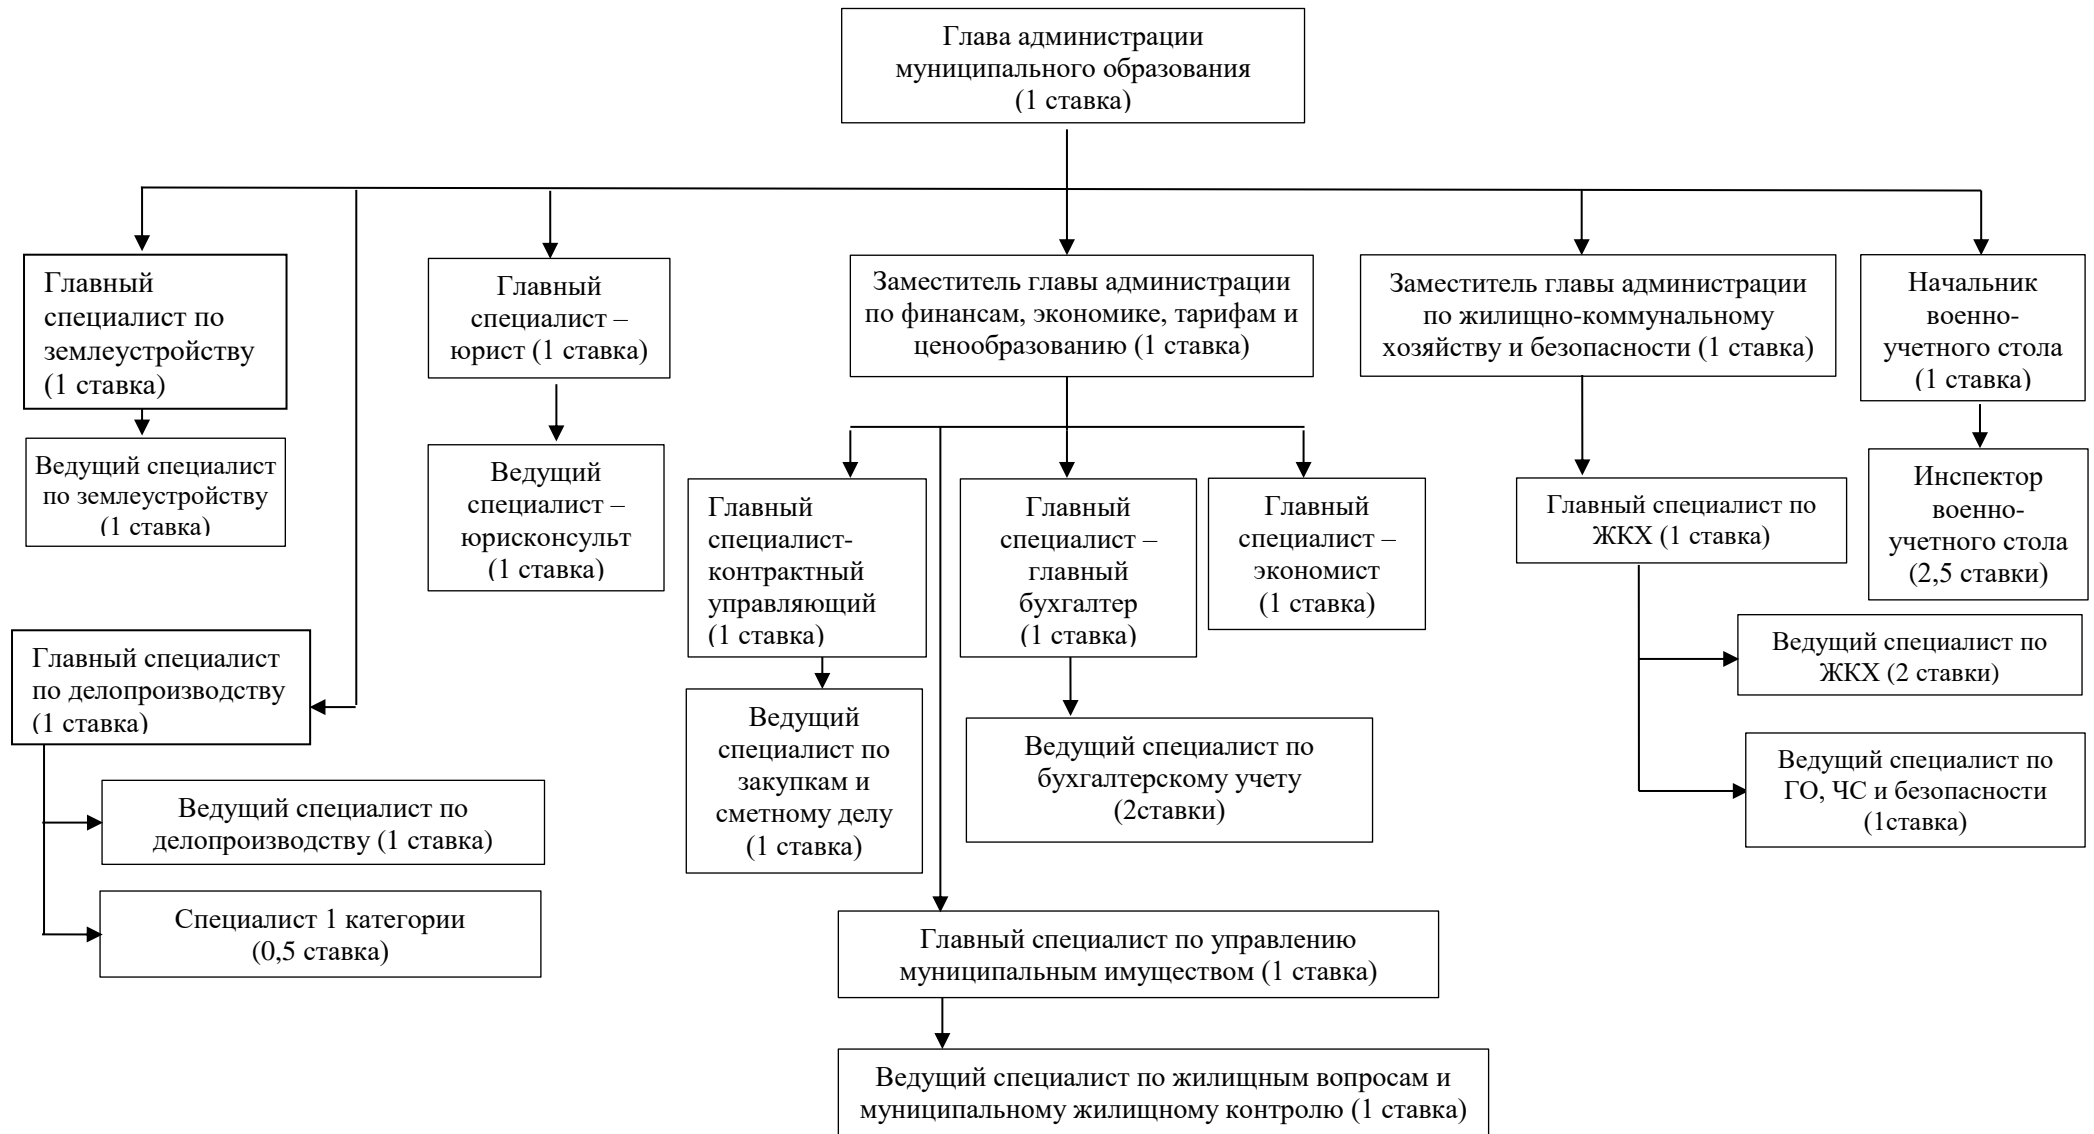 Глава администрации
муниципального образования
(1 ставка)
Главный
специалист по
землеустройству
(1 ставка)
Главный
специалист –
юрист (1 ставка)
Заместитель главы администрации
по финансам, экономике, тарифам и
ценообразованию (1 ставка)
Заместитель главы администрации
по жилищно-коммунальному
хозяйству и безопасности (1 ставка)
Начальник
военно-
учетного стола
(1 ставка)
Ведущий специалист
по землеустройству
(1 ставка)
Ведущий
специалист –
юрисконсульт
(1 ставка)
Главный
специалист-
контрактный
управляющий
(1 ставка)
Главный
специалист –
главный
бухгалтер
(1 ставка)
Главный
специалист –
экономист
(1 ставка)
Главный специалист по
ЖКХ (1 ставка)
Инспектор
военно-
учетного стола
(2,5 ставки)
Главный специалист
по делопроизводству
(1 ставка)
Ведущий специалист по
ЖКХ (2 ставки)
Ведущий
специалист по
закупкам и
сметному делу
(1 ставка)
Ведущий специалист по
бухгалтерскому учету
(2ставки)
Ведущий специалист по
ГО, ЧС и безопасности
(1ставка)
Ведущий специалист по
делопроизводству (1 ставка)
Специалист 1 категории
(0,5 ставка)
Главный специалист по управлению
муниципальным имуществом (1 ставка)
Ведущий специалист по жилищным вопросам и
муниципальному жилищному контролю (1 ставка)